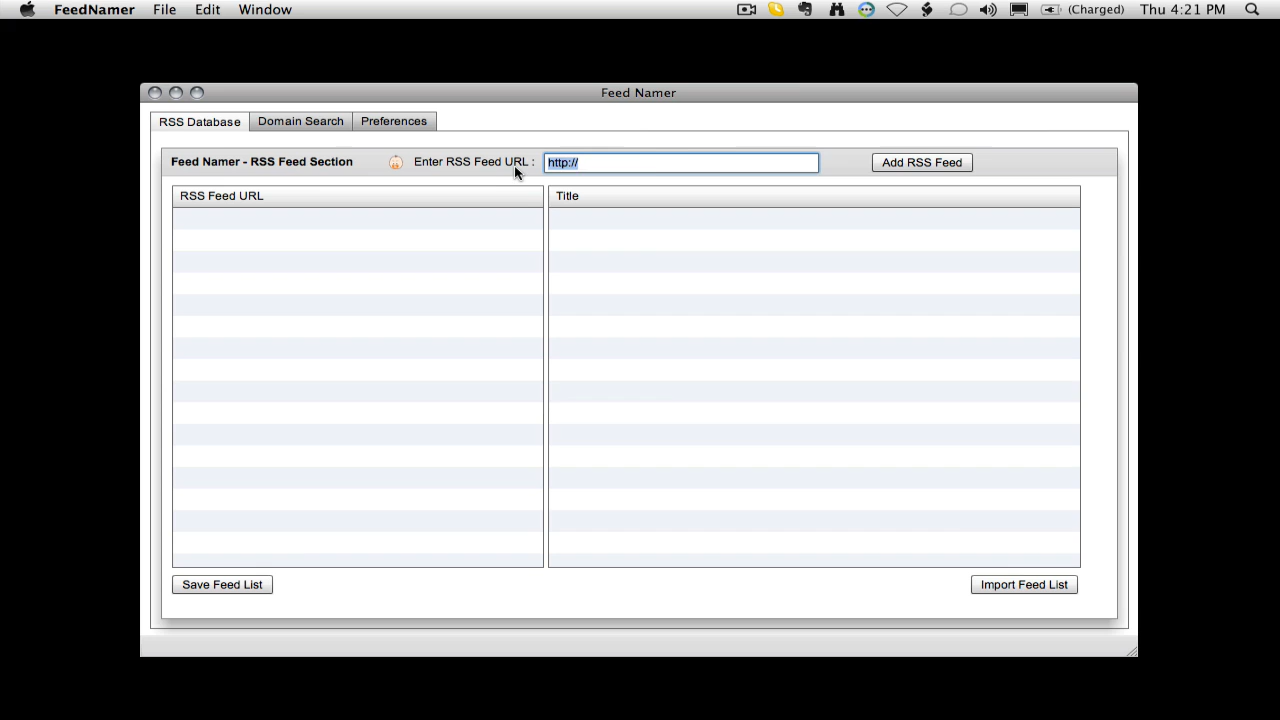 FeedNamer File Edit Window (Charged) Thu 4:21 PM
Feed Namer
RSS Database Domain Search Preferences
Feed Namer - RSS Feed Section Enter RSS Feed URL : http:// Add RSS Feed
RSS Feed URL Title
Save Feed List Import Feed List